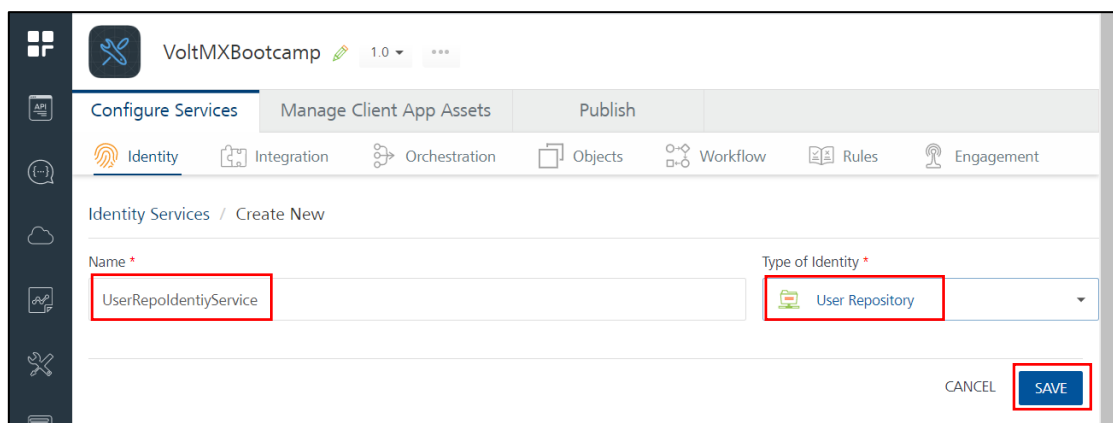 VoltMXBootcamp 1.0
API
Configure Services Manage Client App Assets Publish
Identity Integration Orchestration Objects Workflow Rules Engagement
Identity Services / Create New
Name * Type of Identity *
UserRepoIdentiyService User Repository
CANCEL SAVE